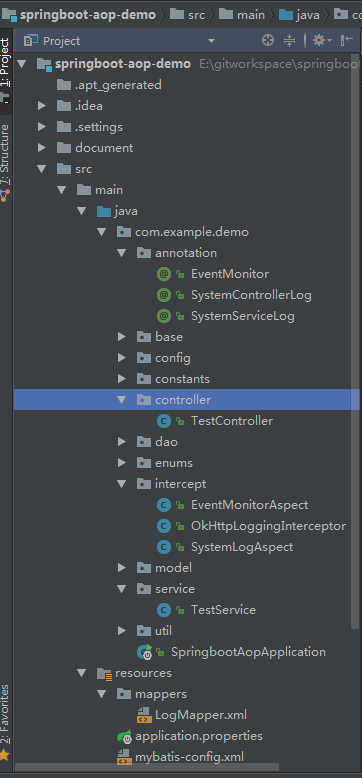 springboot-aop-demo src main java co
Project
springboot-aop-demo E:\gitworkspace\springboot
.apt_generated
.idea
.settings
document
src
main
java
com.example.demo
annotation
EventMonitor
SystemControllerLog
SystemServiceLog
base
config
constants
controller
TestController
dao
enums
intercept
EventMonitorAspect
OkHttpLoggingInterceptor
SystemLogAspect
model
service
TestService
util
SpringbootAopApplication
resources
mappers
LogMapper.xml
application.properties
mybatis-config.xml
1: Project
7: Structure
2: Favorites